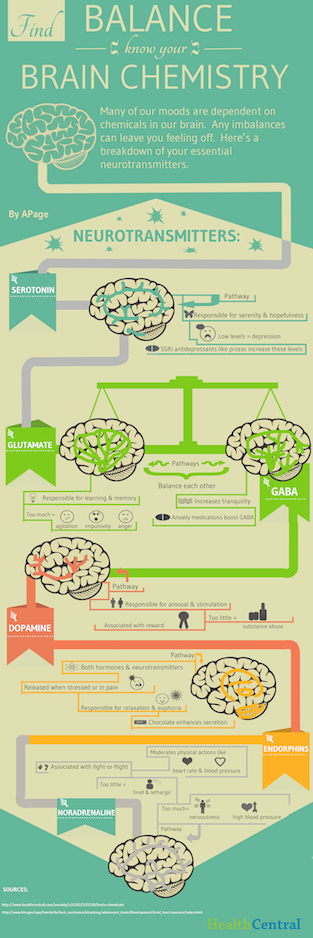 Find
BALANCE
know your
BRAIN CHEMISTRY
Many of our moods are dependent on
chemicals in our brain. Any imbalances
can leave you feeling off. Here's a
breakdown of your essential
neurotransmitters.
By APage
NEUROTRANSMITTERS:
SEROTONIN
Pathway
Responsible for serenity & hopefulness
Low levels = depression
SSRI antidepressants like prozac increase these levels
GLUTAMATE
Pathways
Balance each other
GABA
Responsible for learning & memory
Increases tranquility
Too much =
agitation impulsivity anger
Anxiety medications boost GABA
Pathway
Responsible for arousal & stimulation
DOPAMINE
Associated with reward
Too little =
substance abuse
Pathway
Both hormones & neurotransmitters
Released when stressed or in pain
Responsible for relaxation & euphoria
Chocolate enhances secretion
ENDORPHINS
Moderates physical actions like
heart rate & blood pressure
Associated with fight-or-flight
Too little =
tired & lethargic
NORADRENALINE
Too much=
nervousness
high blood pressure
Pathway
SOURCES:
HealthCentral